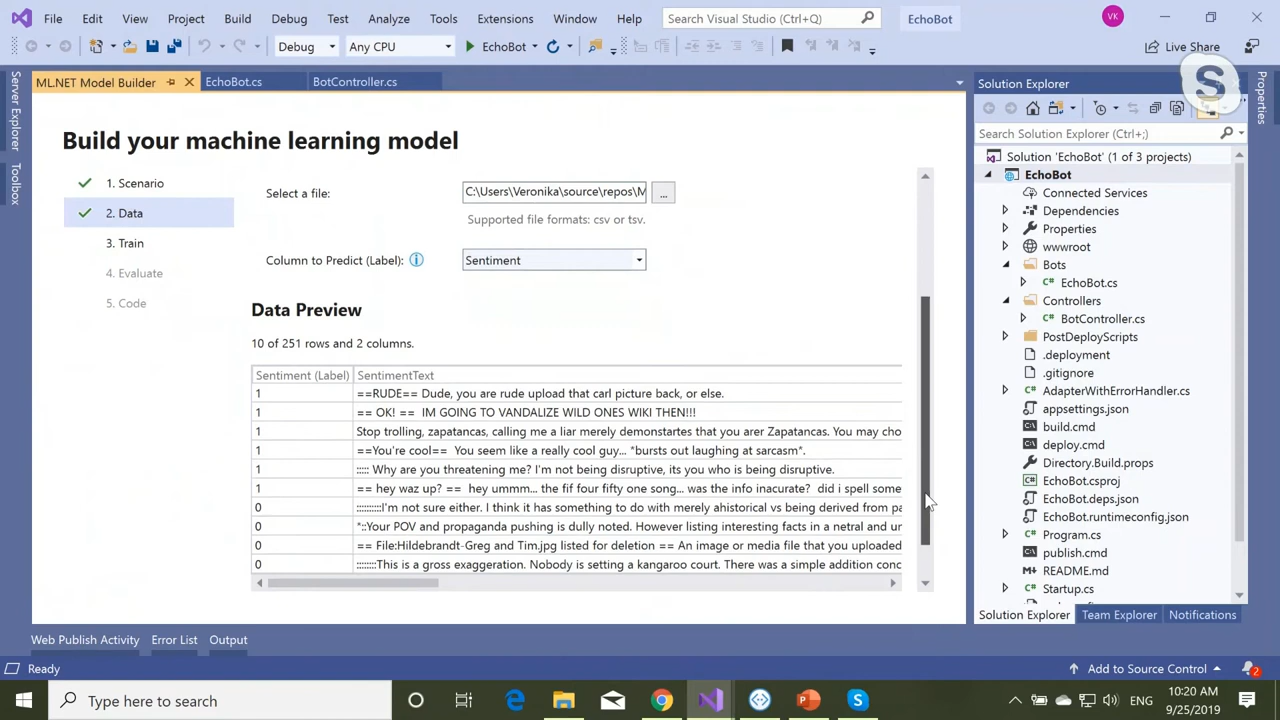 File Edit View Project Build Debug Test Analyze Tools Extensions Window Help Search Visual Studio (Ctrl+Q) EchoBot VK
Debug Any CPU EchoBot Live Share
Server Explorer
Toolbox
ML.NET Model Builder EchoBot.cs BotController.cs
Build your machine learning model
1. Scenario
2. Data
3. Train
4. Evaluate
5. Code
Select a file: C:\Users\Veronika\source\repos\M ...
Supported file formats: csv or tsv.
Column to Predict (Label): Sentiment
Data Preview
10 of 251 rows and 2 columns.
Sentiment (Label) SentimentText
1 ==RUDE== Dude, you are rude upload that carl picture back, or else.
1 == OK! == IM GOING TO VANDALIZE WILD ONES WIKI THEN!!!
1 Stop trolling, zapatancas, calling me a liar merely demonstartes that you arer Zapatancas. You may cho
1 ==You're cool== You seem like a really cool guy... *bursts out laughing at sarcasm*.
1 ::::: Why are you threatening me? I'm not being disruptive, its you who is being disruptive.
1 == hey waz up? == hey ummm... the fif four fifty one song... was the info inacurate? did i spell some
0 ::::::::::I'm not sure either. I think it has something to do with merely ahistorical vs being derived from pa
0 *::Your POV and propaganda pushing is dully noted. However listing interesting facts in a netral and un
0 == File:Hildebrandt-Greg and Tim.jpg listed for deletion == An image or media file that you uploaded
0 ::::::::This is a gross exaggeration. Nobody is setting a kangaroo court. There was a simple addition conc
Solution Explorer
Search Solution Explorer (Ctrl+;)
Solution 'EchoBot' (1 of 3 projects)
EchoBot
Connected Services
Dependencies
Properties
wwwroot
Bots
EchoBot.cs
Controllers
BotController.cs
PostDeployScripts
.deployment
.gitignore
AdapterWithErrorHandler.cs
appsettings.json
build.cmd
deploy.cmd
Directory.Build.props
EchoBot.csproj
EchoBot.deps.json
EchoBot.runtimeconfig.json
Program.cs
publish.cmd
README.md
Startup.cs
Solution Explorer Team Explorer Notifications
Properties
Web Publish Activity Error List Output
Ready Add to Source Control 2
Type here to search ENG 10:20 AM
9/25/2019